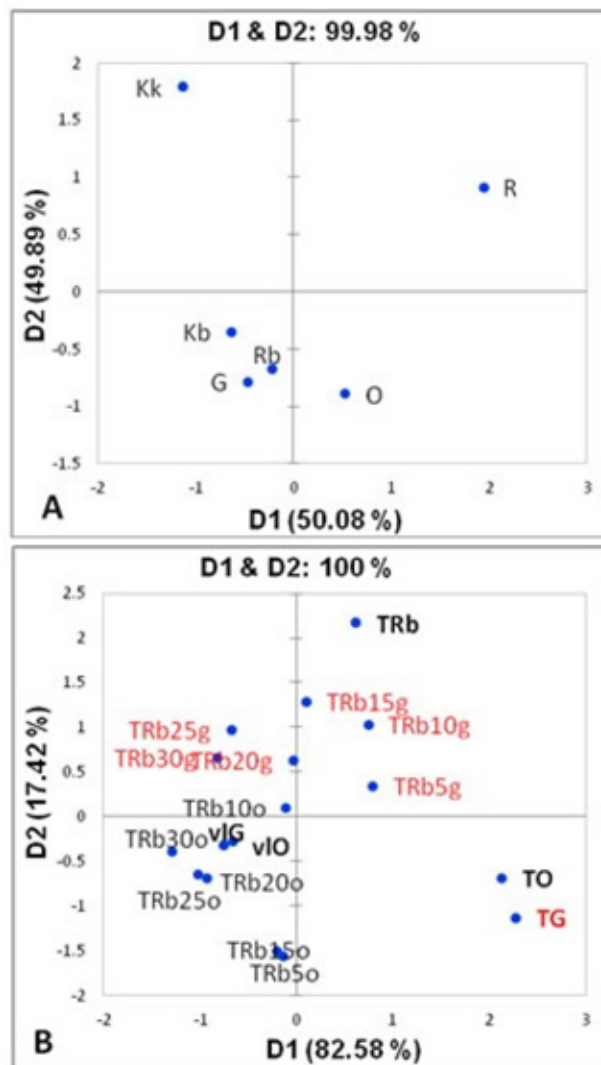 D1 & D2: 99.98 %
2
1.5
1
0.5
0
-0.5
-1
-1.5
D2 (49.89 %)
Kk
R
Kb
Rb
G
O
-2
-1
0
1
2
3
A
D1 (50.08 %)
D1 & D2: 100 %
2.5
2
1.5
1
0.5
0
-0.5
-1
-1.5
-2
D2 (17.42 %)
TRb
TRb15g
TRb25g
TRb10g
TRb30g
TRb20g
TRb5g
TRb10o
TRb30o
vlG
vlO
TRb20o
TO
TRb25o
TG
TRb15o
TRb5o
-2
-1
0
1
2
3
B
D1 (82.58 %)